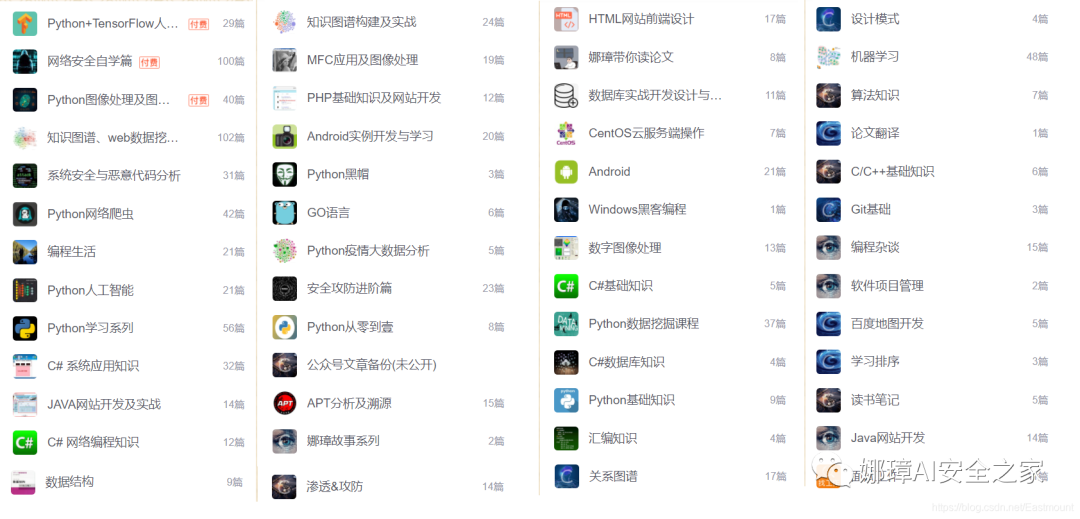 Python+TensorFlow人... 付费 29篇
网络安全自学篇 付费 100篇
Python图像处理及图... 付费 40篇
知识图谱、web数据挖... 102篇
系统安全与恶意代码分析 31篇
Python网络爬虫 42篇
编程生活 21篇
Python人工智能 21篇
Python学习系列 56篇
C# 系统应用知识 32篇
JAVA网站开发及实战 14篇
C# 网络编程知识 12篇
数据结构 9篇
知识图谱构建及实战 24篇
MFC应用及图像处理 19篇
PHP基础知识及网站开发 12篇
Android实例开发与学习 20篇
Python黑帽 3篇
GO语言 6篇
Python疫情大数据分析 5篇
安全攻防进阶篇 23篇
Python从零到壹 8篇
公众号文章备份(未公开)
APT APT分析及溯源 15篇
娜璋故事系列 2篇
渗透&攻防 14篇
HTML HTML网站前端设计 17篇
娜璋带你读论文 8篇
数据库实战开发设计与... 11篇
CentOS CentOS云服务端操作 7篇
Android 21篇
Windows黑客编程 1篇
数字图像处理 13篇
C# C#基础知识 5篇
Python数据挖掘课程 37篇
C#数据库知识 4篇
Python基础知识 9篇
汇编知识 4篇
关系图谱 17篇
设计模式 4篇
机器学习 48篇
算法知识 7篇
论文翻译 1篇
C/C++基础知识 6篇
Git基础 3篇
编程杂谈 15篇
软件项目管理 2篇
百度地图开发 5篇
学习排序 3篇
读书笔记 5篇
Java网站开发 14篇
娜璋AI安全之家
https://blog.csdn.net/Eastmount